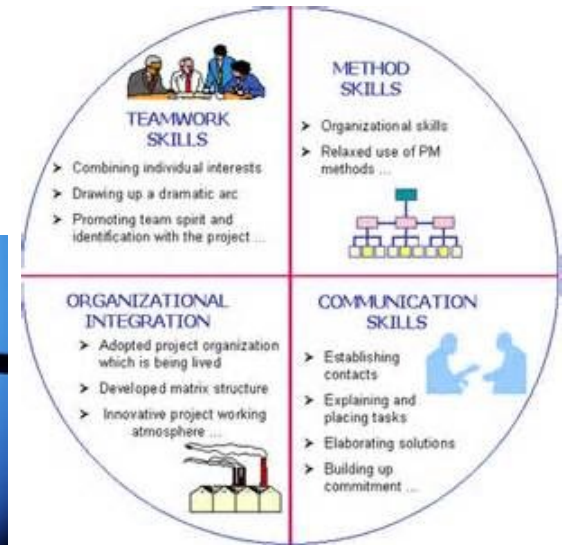 TEAMWORK
SKILLS
➤ Combining individual interests
➤ Drawing up a dramatic arc
➤ Promoting team spirit and
identification with the project ...
METHOD
SKILLS
➤ Organizational skills
➤ Relaxed use of PM
methods ...
ORGANIZATIONAL
INTEGRATION
➤ Adopted project organization
which is being lived
➤ Developed matrix structure
➤ Innovative project working
atmosphere ...
COMMUNICATION
SKILLS
➤ Establishing
contacts
➤ Explaining and
placing tasks
➤ Elaborating solutions
➤ Building up
commitment ...